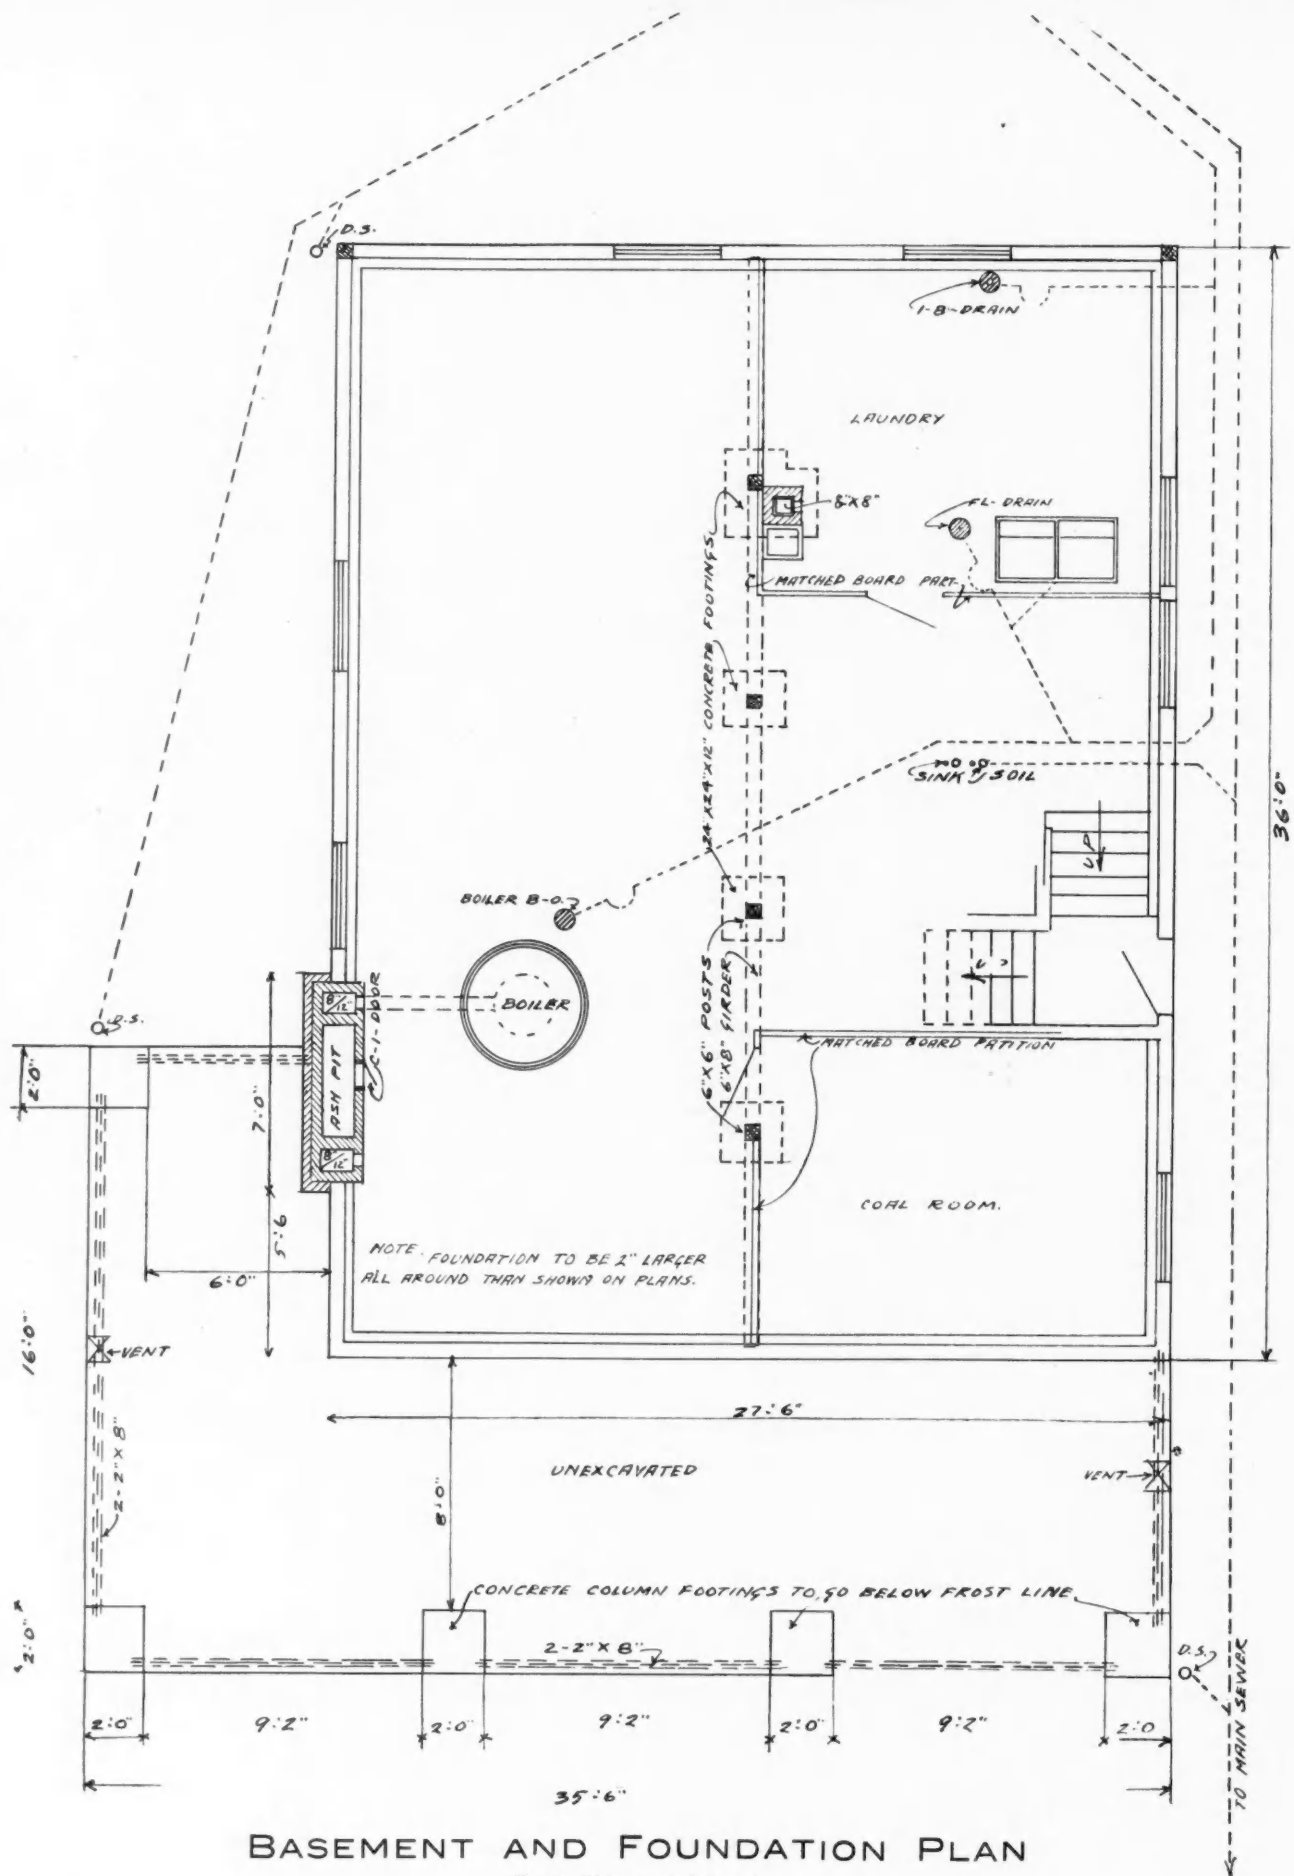 D.S.
1-B-DRAIN
LAUNDRY
8"X8"
FL-DRAIN
MATCHED BOARD PART-
24"X24"X12" CONCRETE FOOTINGS
SINK & SOIL
36'-0"
UP
BOILER B-O.
UP
6"X6" POSTS
6"X8" GIRDER
BOILER
8"/12"
C-I-DOOR
ASH PIT
8"/12"
D.S.
2'-0"
7'-0"
MATCHED BOARD PATITION
COAL ROOM.
5'-6
6'-0"
NOTE. FOUNDATION TO BE 2" LARGER
ALL AROUND THAN SHOWN ON PLANS.
16'-0"
VENT
27'-6"
2-2"X8"
UNEXCAVATED
VENT
8'-0"
CONCRETE COLUMN FOOTINGS TO GO BELOW FROST LINE
2'-0"
2-2"X8"
D.S.
TO MAIN SEWER
2'-0"
9'-2"
2'-0"
9'-2"
2'-0"
9'-2"
2'-0
35'-6"
BASEMENT AND FOUNDATION PLAN